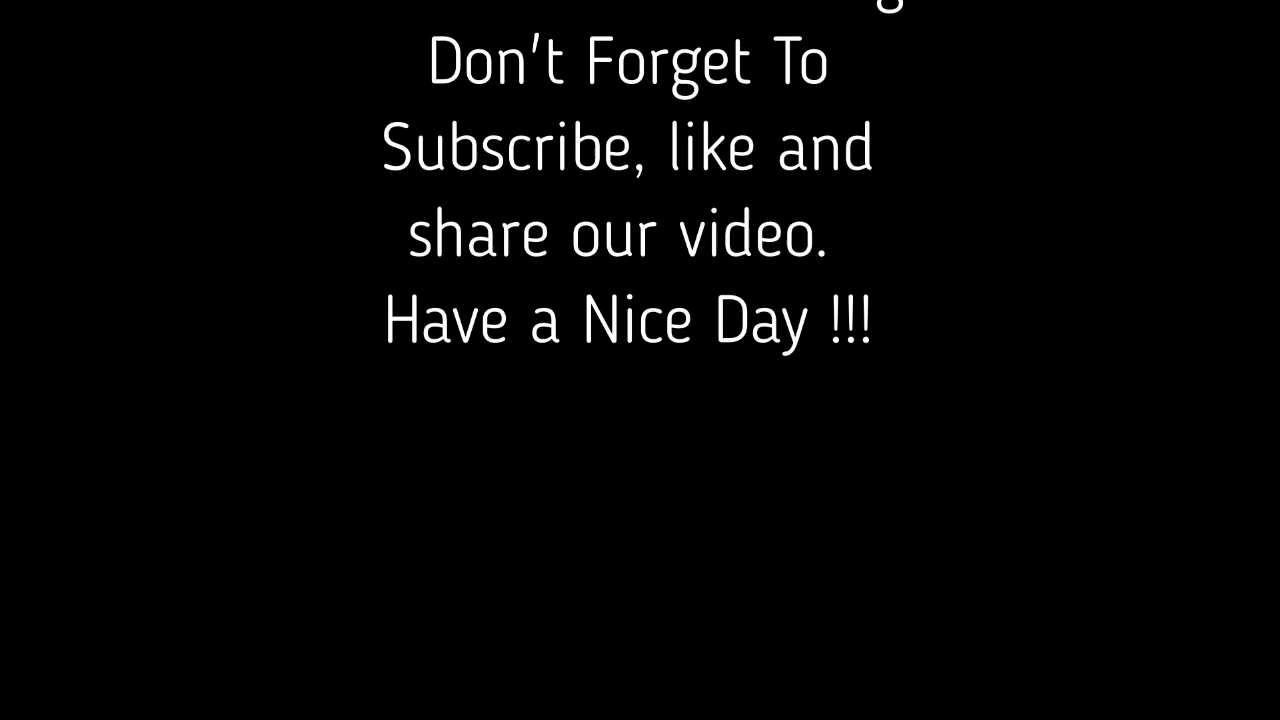 Don't Forget To
Subscribe, like and
share our video.
Have a Nice Day !!!